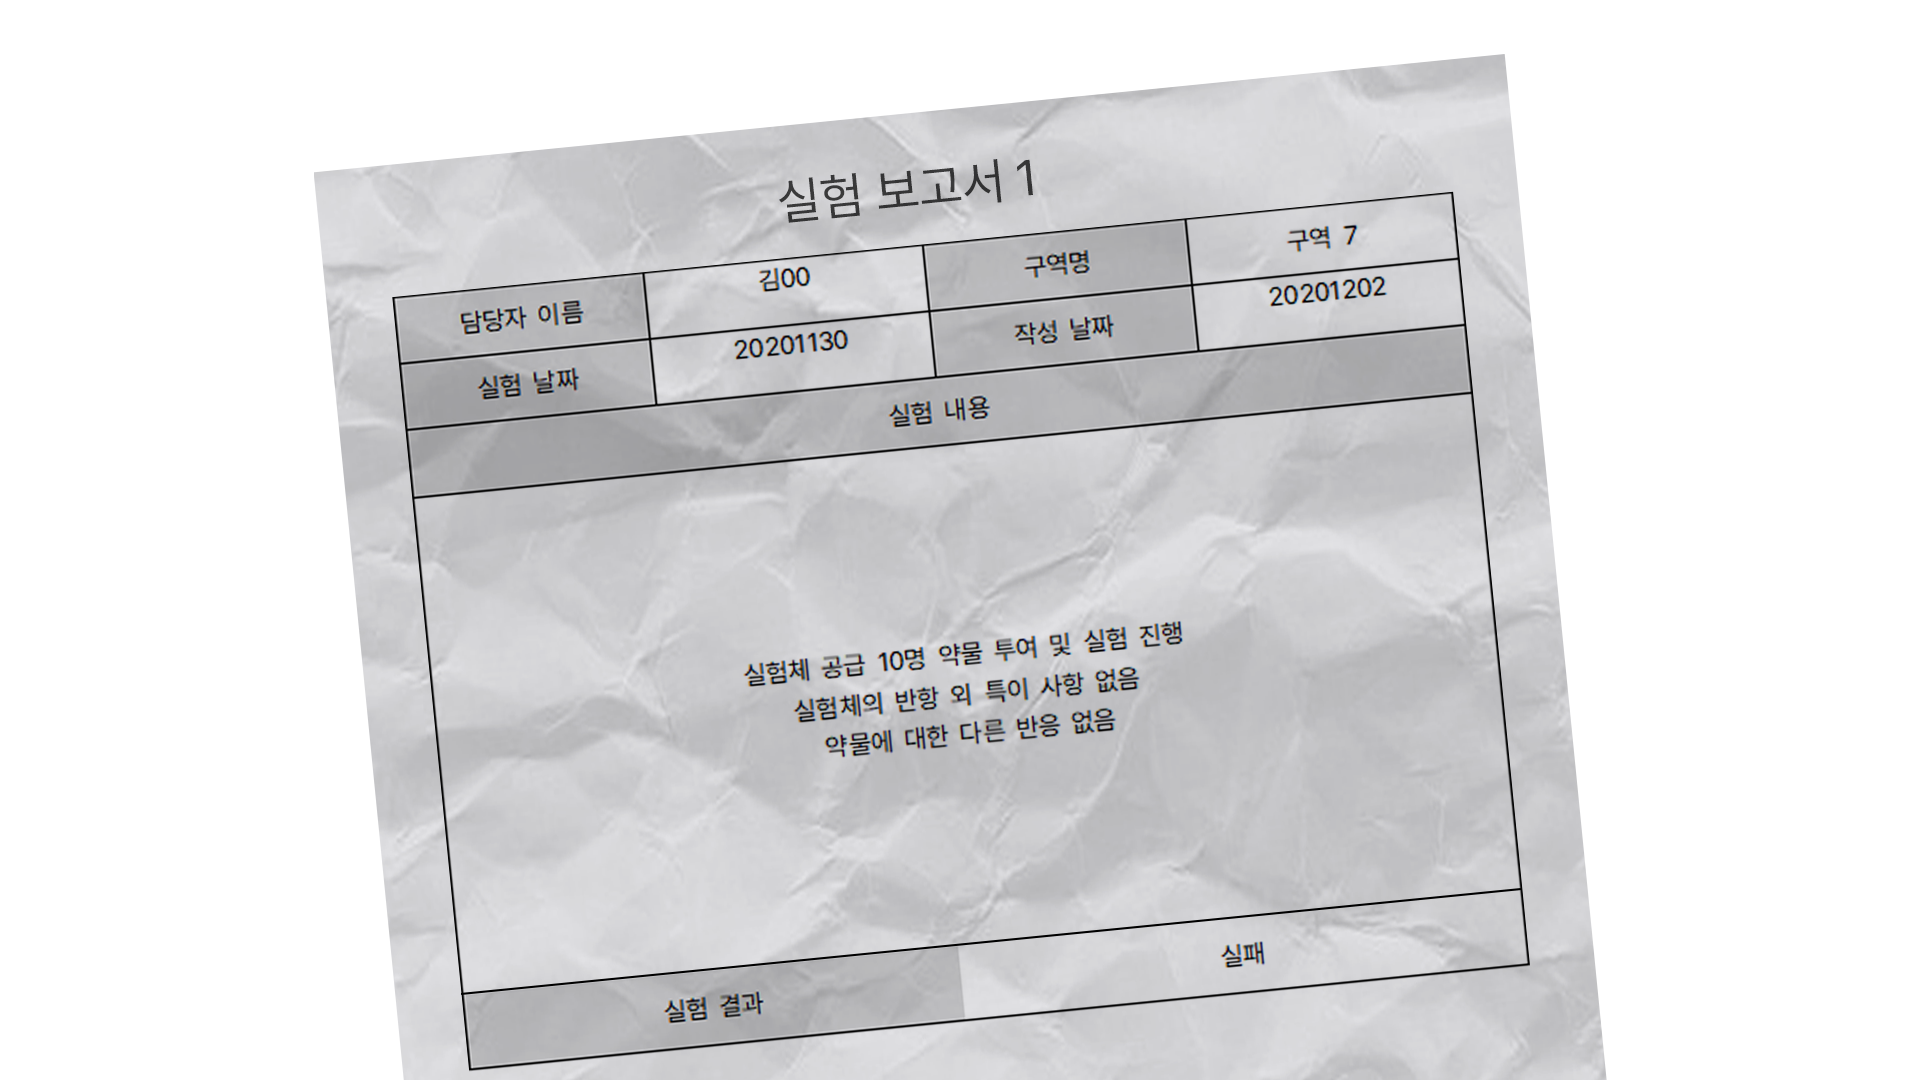 실험 보고서 1
담당자 이름 김00 구역명 구역 7
실험 날짜 20201130 작성 날짜 20201202
실험 내용
실험체 공급 10명 약물 투여 및 실험 진행
실험체의 반항 외 특이 사항 없음
약물에 대한 다른 반응 없음
실험 결과 실패